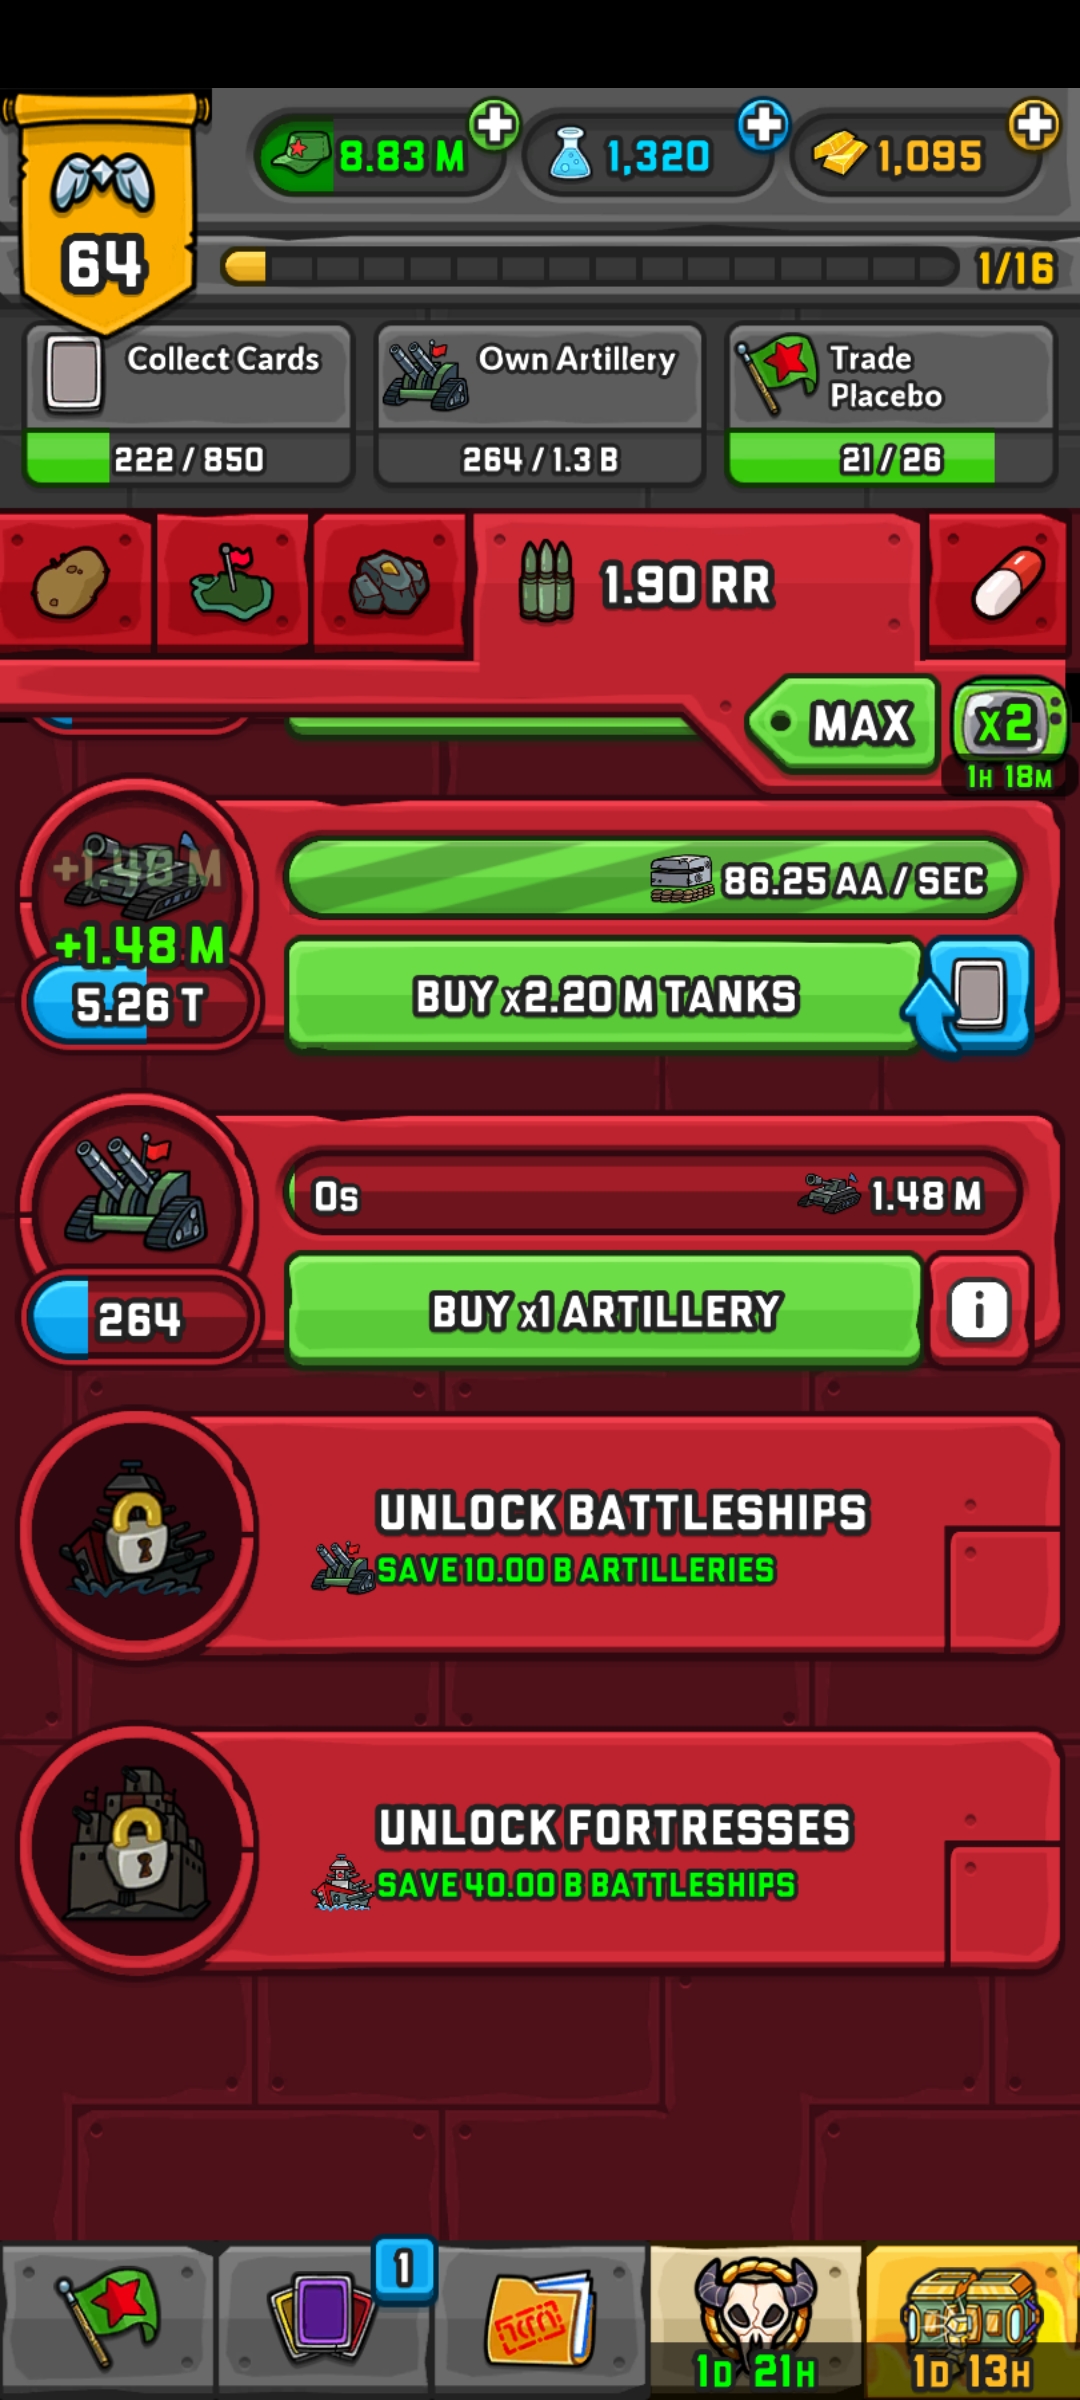 8.83 M
1,320
1,095
64
1/16
Collect Cards
222 / 850
Own Artillery
264 / 1.3 B
Trade
Placebo
21 / 26
1.90 RR
MAX
x2
1H 18M
+1.48 M
+1.48 M
5.26 T
86.25 AA / SEC
BUY x2.20 M TANKS
0s
1.48 M
264
BUY x1 ARTILLERY
i
UNLOCK BATTLESHIPS
SAVE 10.00 B ARTILLERIES
UNLOCK FORTRESSES
SAVE 40.00 B BATTLESHIPS
1
1D 21H
1D 13H